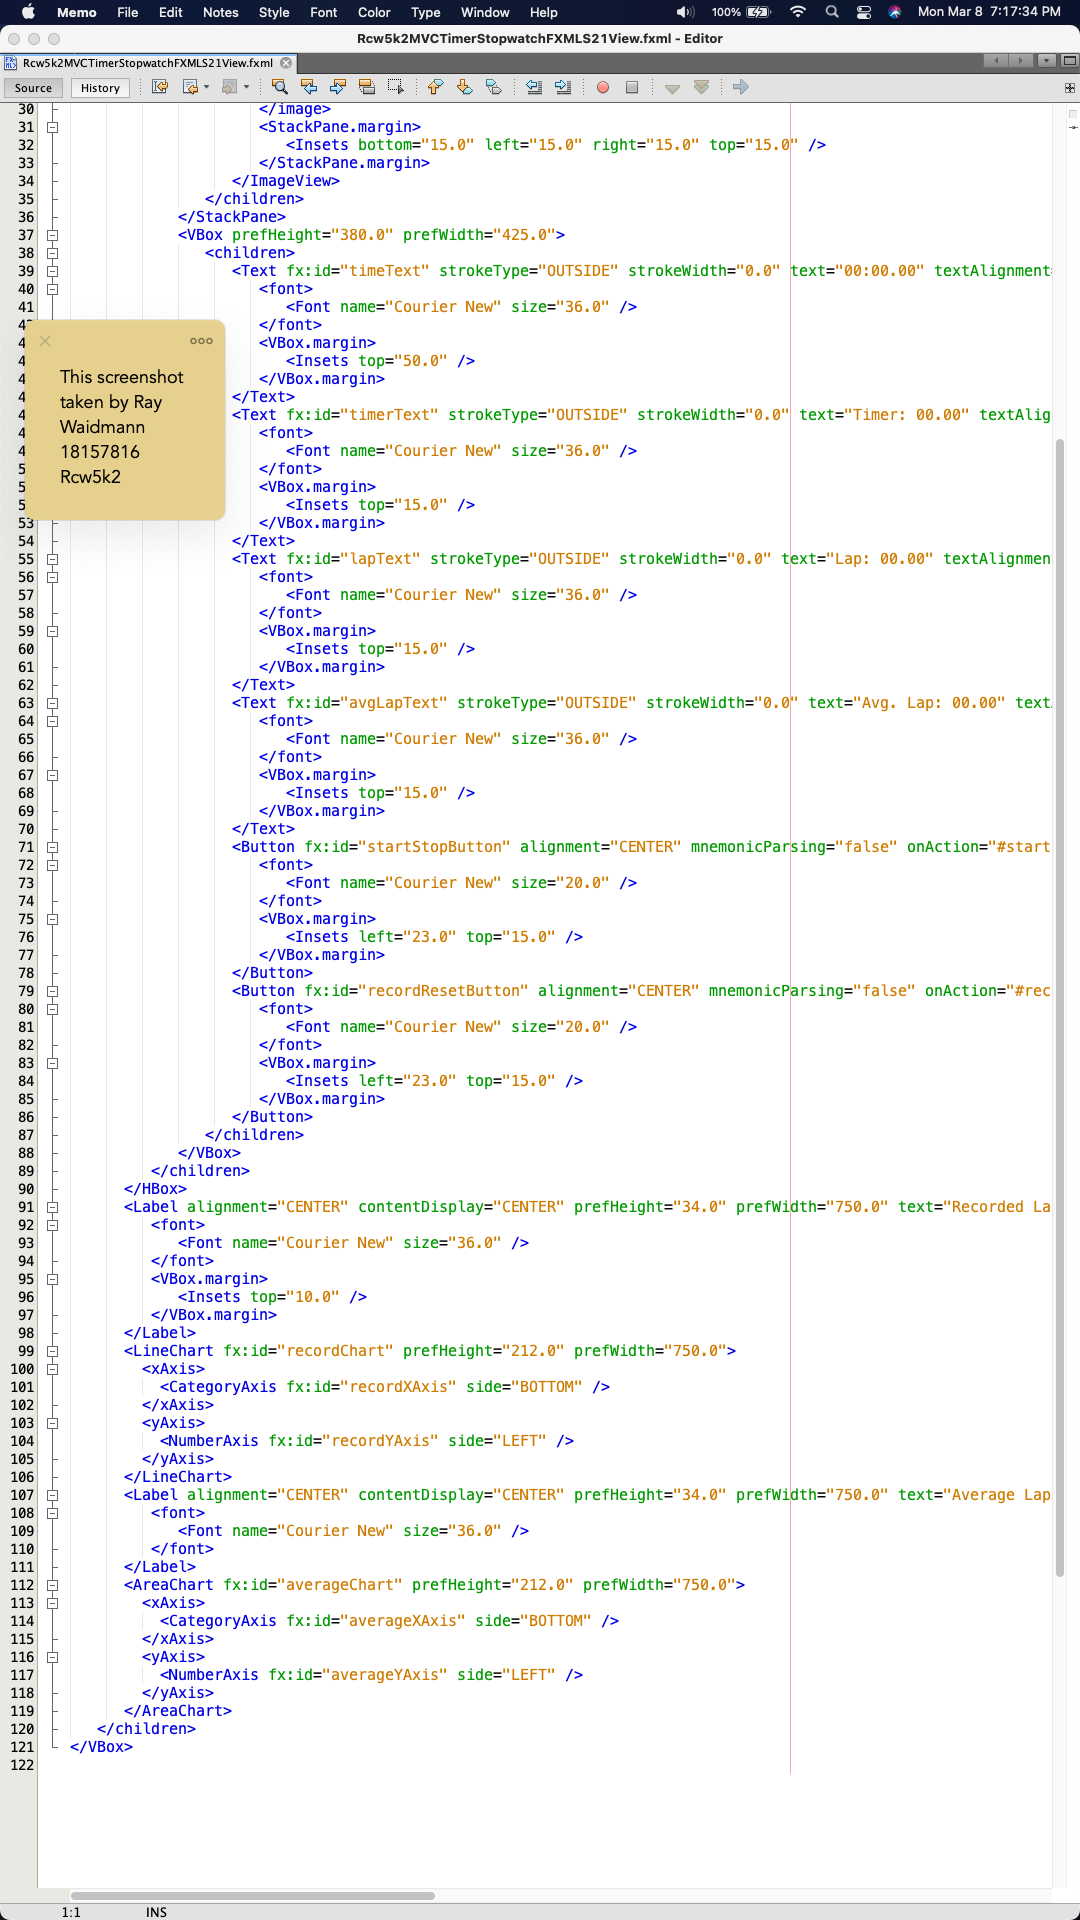 Memo File Edit Notes Style Font Color Type Window Help 100% Mon Mar 8 7:17:34 PM
Rcw5k2MVCTimerStopwatchFXMLS21View.fxml - Editor
Rcw5k2MVCTimerStopwatchFXMLS21View.fxml
Source History
30 </image>
31 <StackPane.margin>
32 <Insets bottom="15.0" left="15.0" right="15.0" top="15.0" />
33 </StackPane.margin>
34 </ImageView>
35 </children>
36 </StackPane>
37 <VBox prefHeight="380.0" prefWidth="425.0">
38 <children>
39 <Text fx:id="timeText" strokeType="OUTSIDE" strokeWidth="0.0" text="00:00.00" textAlignment
40 <font>
41 <Font name="Courier New" size="36.0" />
42 </font>
4 <VBox.margin>
4 <Insets top="50.0" />
4 </VBox.margin>
4 </Text>
4 <Text fx:id="timerText" strokeType="OUTSIDE" strokeWidth="0.0" text="Timer: 00.00" textAlig
4 <font>
4 <Font name="Courier New" size="36.0" />
5 </font>
5 <VBox.margin>
5 <Insets top="15.0" />
53 </VBox.margin>
54 </Text>
55 <Text fx:id="lapText" strokeType="OUTSIDE" strokeWidth="0.0" text="Lap: 00.00" textAlignmen
56 <font>
57 <Font name="Courier New" size="36.0" />
58 </font>
59 <VBox.margin>
60 <Insets top="15.0" />
61 </VBox.margin>
62 </Text>
63 <Text fx:id="avgLapText" strokeType="OUTSIDE" strokeWidth="0.0" text="Avg. Lap: 00.00" text
64 <font>
65 <Font name="Courier New" size="36.0" />
66 </font>
67 <VBox.margin>
68 <Insets top="15.0" />
69 </VBox.margin>
70 </Text>
71 <Button fx:id="startStopButton" alignment="CENTER" mnemonicParsing="false" onAction="#start
72 <font>
73 <Font name="Courier New" size="20.0" />
74 </font>
75 <VBox.margin>
76 <Insets left="23.0" top="15.0" />
77 </VBox.margin>
78 </Button>
79 <Button fx:id="recordResetButton" alignment="CENTER" mnemonicParsing="false" onAction="#rec
80 <font>
81 <Font name="Courier New" size="20.0" />
82 </font>
83 <VBox.margin>
84 <Insets left="23.0" top="15.0" />
85 </VBox.margin>
86 </Button>
87 </children>
88 </VBox>
89 </children>
90 </HBox>
91 <Label alignment="CENTER" contentDisplay="CENTER" prefHeight="34.0" prefWidth="750.0" text="Recorded La
92 <font>
93 <Font name="Courier New" size="36.0" />
94 </font>
95 <VBox.margin>
96 <Insets top="10.0" />
97 </VBox.margin>
98 </Label>
99 <LineChart fx:id="recordChart" prefHeight="212.0" prefWidth="750.0">
100 <xAxis>
101 <CategoryAxis fx:id="recordXAxis" side="BOTTOM" />
102 </xAxis>
103 <yAxis>
104 <NumberAxis fx:id="recordYAxis" side="LEFT" />
105 </yAxis>
106 </LineChart>
107 <Label alignment="CENTER" contentDisplay="CENTER" prefHeight="34.0" prefWidth="750.0" text="Average Lap
108 <font>
109 <Font name="Courier New" size="36.0" />
110 </font>
111 </Label>
112 <AreaChart fx:id="averageChart" prefHeight="212.0" prefWidth="750.0">
113 <xAxis>
114 <CategoryAxis fx:id="averageXAxis" side="BOTTOM" />
115 </xAxis>
116 <yAxis>
117 <NumberAxis fx:id="averageYAxis" side="LEFT" />
118 </yAxis>
119 </AreaChart>
120 </children>
121 </VBox>
122
This screenshot
taken by Ray
Waidmann
18157816
Rcw5k2
1:1 INS